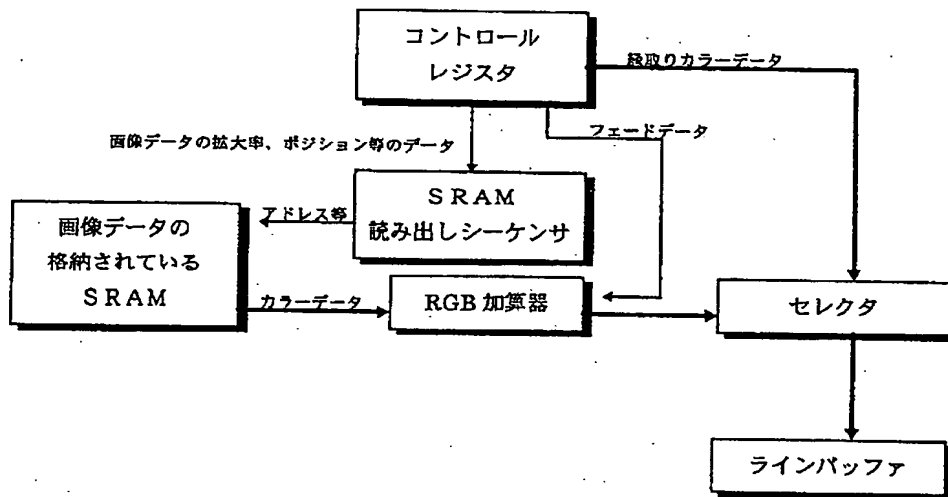 コントロール
レジスタ
縁取りカラーデータ
フェードデータ
画像データの拡大率、ポジション等のデータ
SRAM
読み出しシーケンサ
アドレス等
画像データの
格納されている
SRAM
カラーデータ
RGB 加算器
セレクタ
ラインバッファ